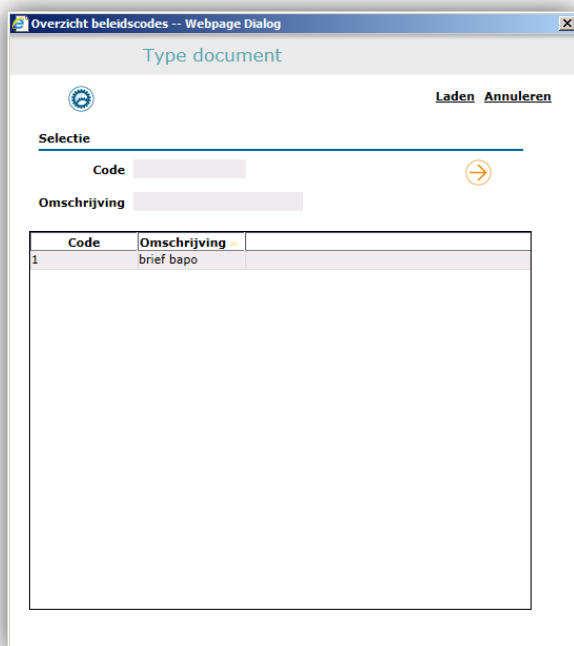 Overzicht beleidscodes -- Webpage Dialog
Type document
Laden Annuleren
Selectie
Code
Omschrijving
Code Omschrijving
1 brief bapo